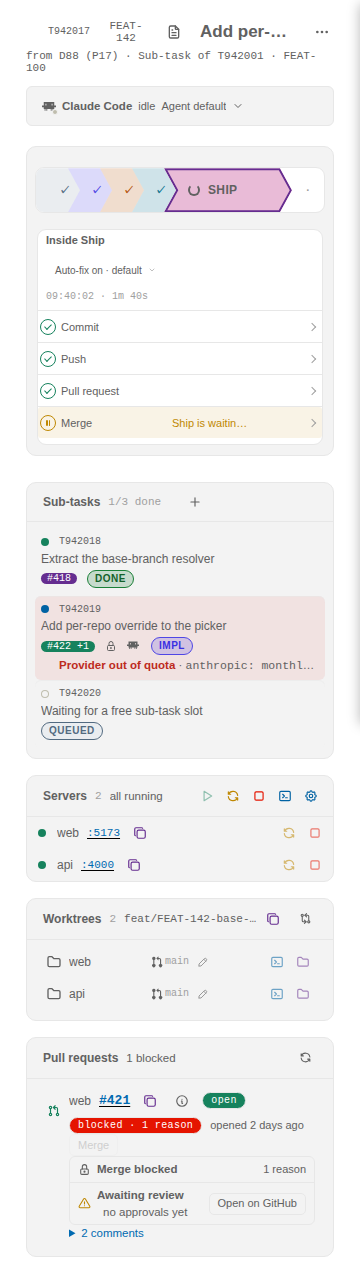 T942017 FEAT-142 Add per-… ···
from D88 (P17) · Sub-task of T942001 · FEAT-100
Claude Code idle Agent default
✓ ✓ ✓ ✓ SHIP ·
Inside Ship
Auto-fix on · default
09:40:02 · 1m 40s
Commit
Push
Pull request
Merge Ship is waitin…
Sub-tasks 1/3 done +
T942018
Extract the base-branch resolver
#418 DONE
T942019
Add per-repo override to the picker
#422 +1 IMPL
Provider out of quota · anthropic: monthl…
T942020
Waiting for a free sub-task slot
QUEUED
Servers 2 all running
web :5173
api :4000
Worktrees 2 feat/FEAT-142-base-…
web main
api main
Pull requests 1 blocked
web #421 open
blocked · 1 reason opened 2 days ago
Merge
Merge blocked 1 reason
Awaiting review
no approvals yet Open on GitHub
2 comments